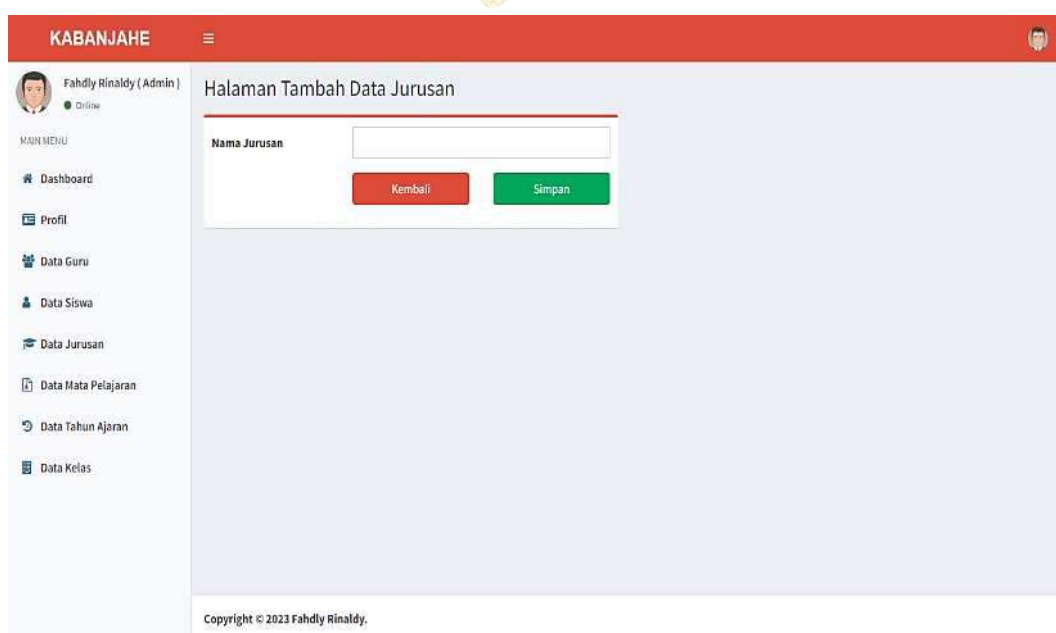 KABANJAHE
Fahdly Rinaldy ( Admin )
Online
MAIN MENU
Dashboard
Profil
Data Guru
Data Siswa
Data Jurusan
Data Mata Pelajaran
Data Tahun Ajaran
Data Kelas
Halaman Tambah Data Jurusan
Nama Jurusan
Kembali Simpan
Copyright © 2023 Fahdly Rinaldy.